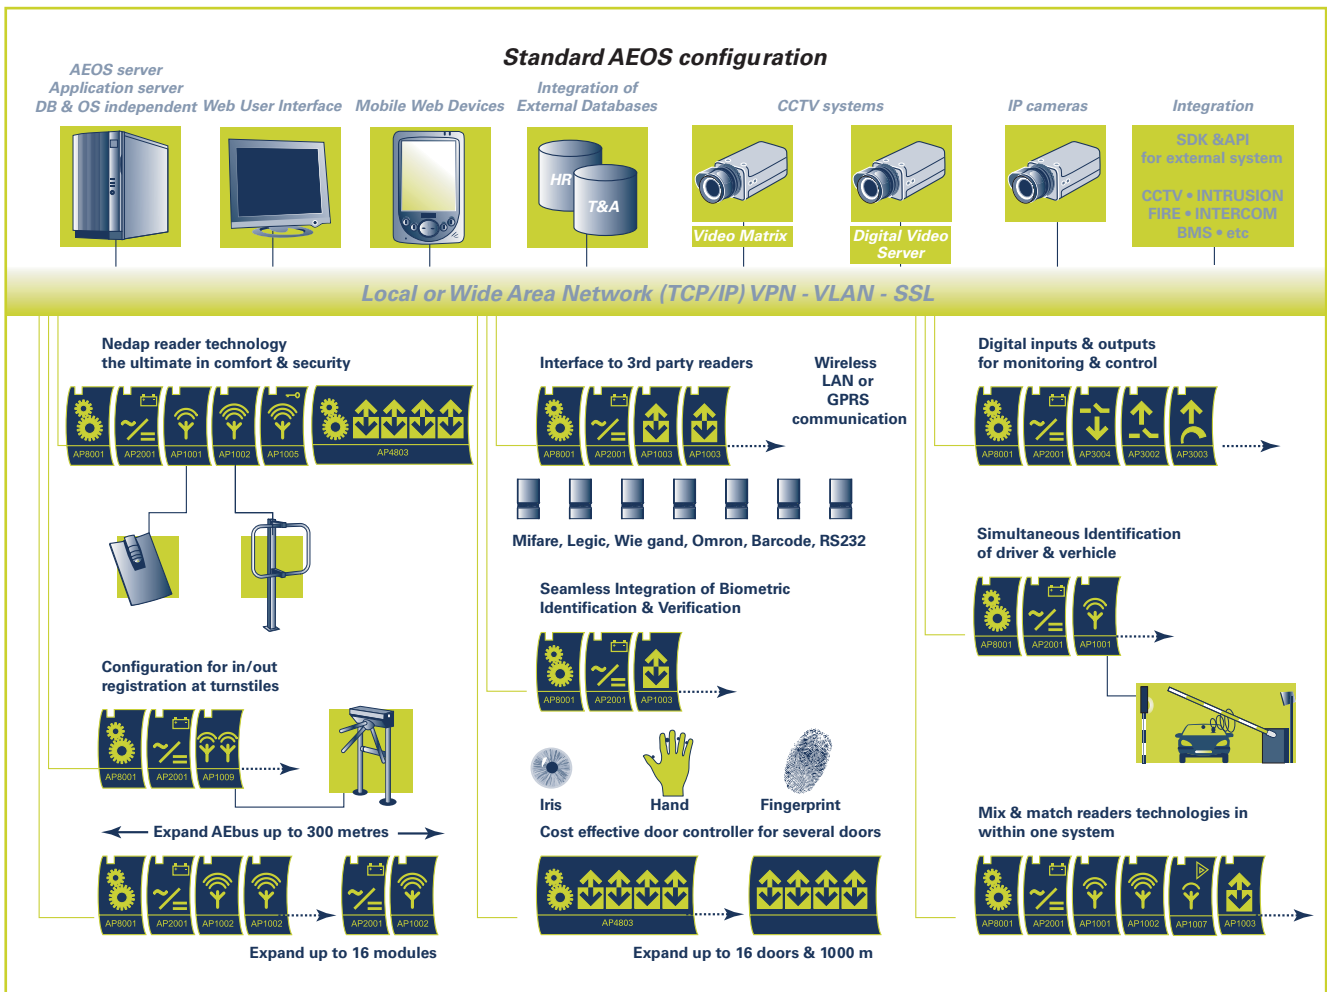 Standard AEOS configuration
AEOS server
Application server
DB & OS independent
Web User Interface
Mobile Web Devices
Integration of
External Databases
CCTV systems
IP cameras
Integration
HR
T&A
Video Matrix
Digital Video
Server
SDK &API
for external system
CCTV • INTRUSION
FIRE • INTERCOM
BMS • etc
Local or Wide Area Network (TCP/IP) VPN - VLAN - SSL
Nedap reader technology
the ultimate in comfort & security
AP8001
AP2001
AP1001
AP1002
AP1005
AP4803
Configuration for in/out
registration at turnstiles
AP8001
AP2001
AP1009
Expand AEbus up to 300 metres
AP8001
AP2001
AP1002
AP1002
AP2001
AP1002
Expand up to 16 modules
Interface to 3rd party readers
Wireless
LAN or
GPRS
communication
AP8001
AP2001
AP1003
AP1003
Mifare, Legic, Wie gand, Omron, Barcode, RS232
Seamless Integration of Biometric
Identification & Verification
AP8001
AP2001
AP1003
Iris
Hand
Fingerprint
Cost effective door controller for several doors
AP4803
Expand up to 16 doors & 1000 m
Digital inputs & outputs
for monitoring & control
AP8001
AP2001
AP3004
AP3002
AP3003
Simultaneous Identification
of driver & verhicle
AP8001
AP2001
AP1001
Mix & match readers technologies in
within one system
AP8001
AP2001
AP1001
AP1002
AP1007
AP1003